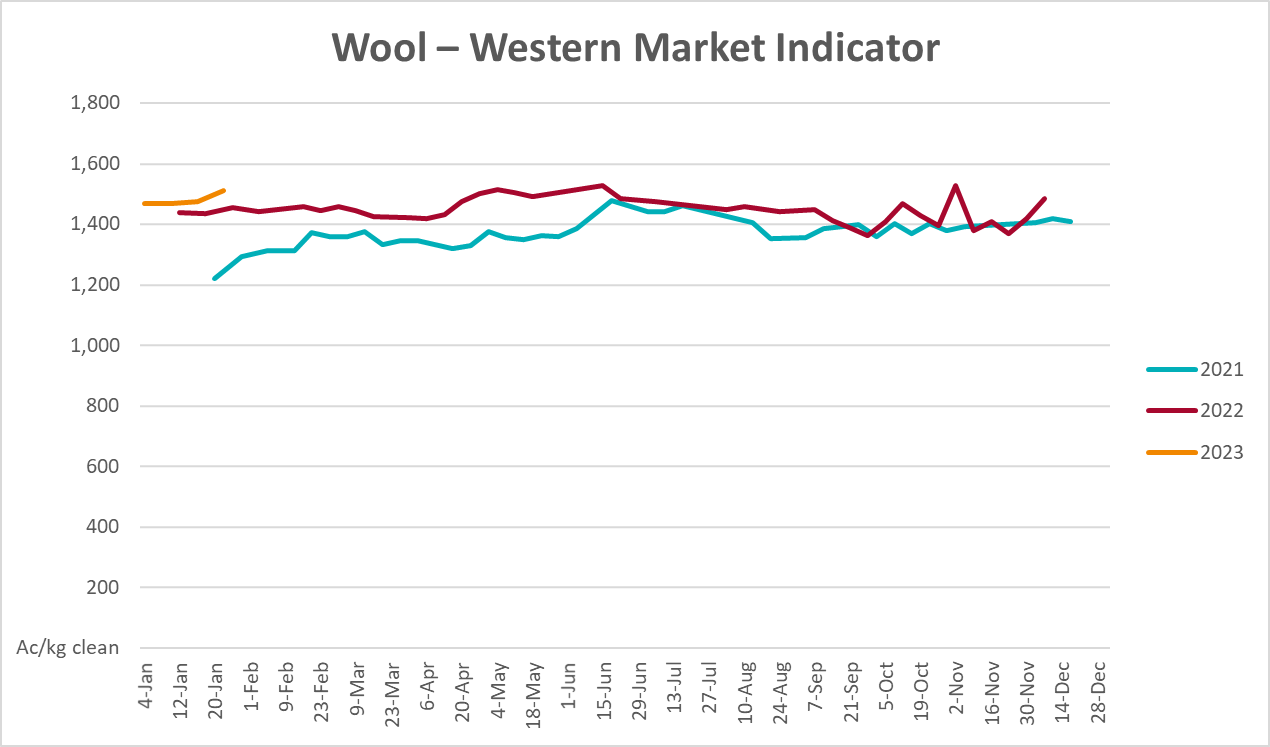 Wool – Western Market Indicator
1,800
1,600
1,400
1,200
1,000
800
600
400
200
Ac/kg clean
4-Jan
12-Jan
20-Jan
1-Feb
9-Feb
23-Feb
9-Mar
23-Mar
6-Apr
20-Apr
4-May
18-May
1-Jun
15-Jun
29-Jun
13-Jul
27-Jul
10-Aug
24-Aug
7-Sep
21-Sep
5-Oct
19-Oct
2-Nov
16-Nov
30-Nov
14-Dec
28-Dec
2021
2022
2023